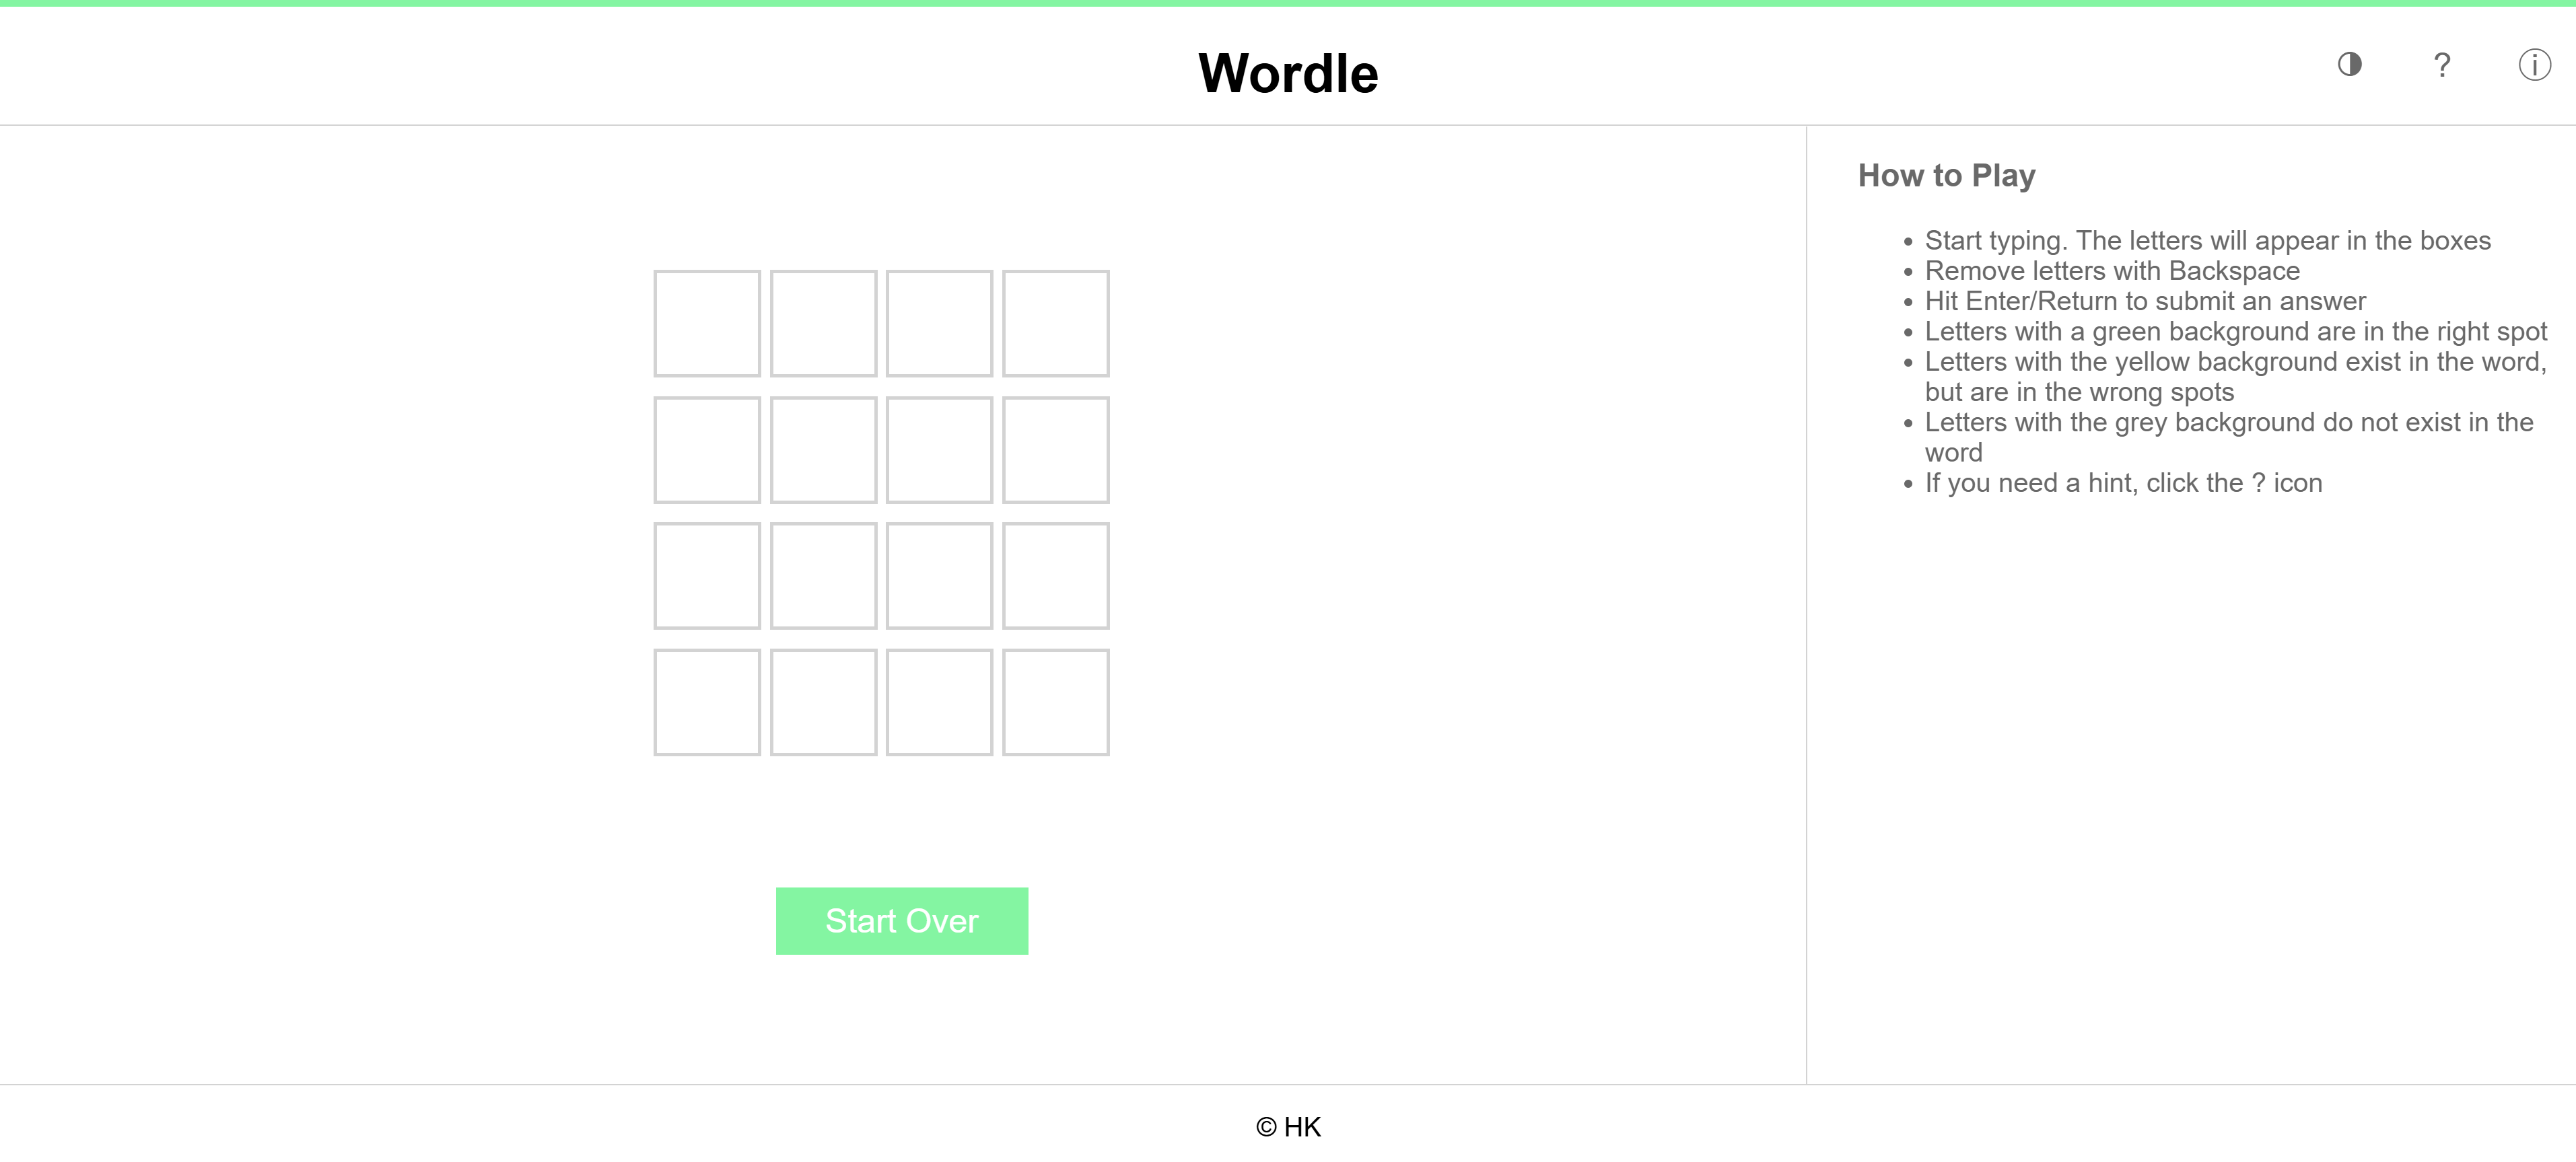 Wordle
?
i
How to Play
Start typing. The letters will appear in the boxes
Remove letters with Backspace
Hit Enter/Return to submit an answer
Letters with a green background are in the right spot
Letters with the yellow background exist in the word,
but are in the wrong spots
Letters with the grey background do not exist in the
word
If you need a hint, click the ? icon
Start Over
© HK